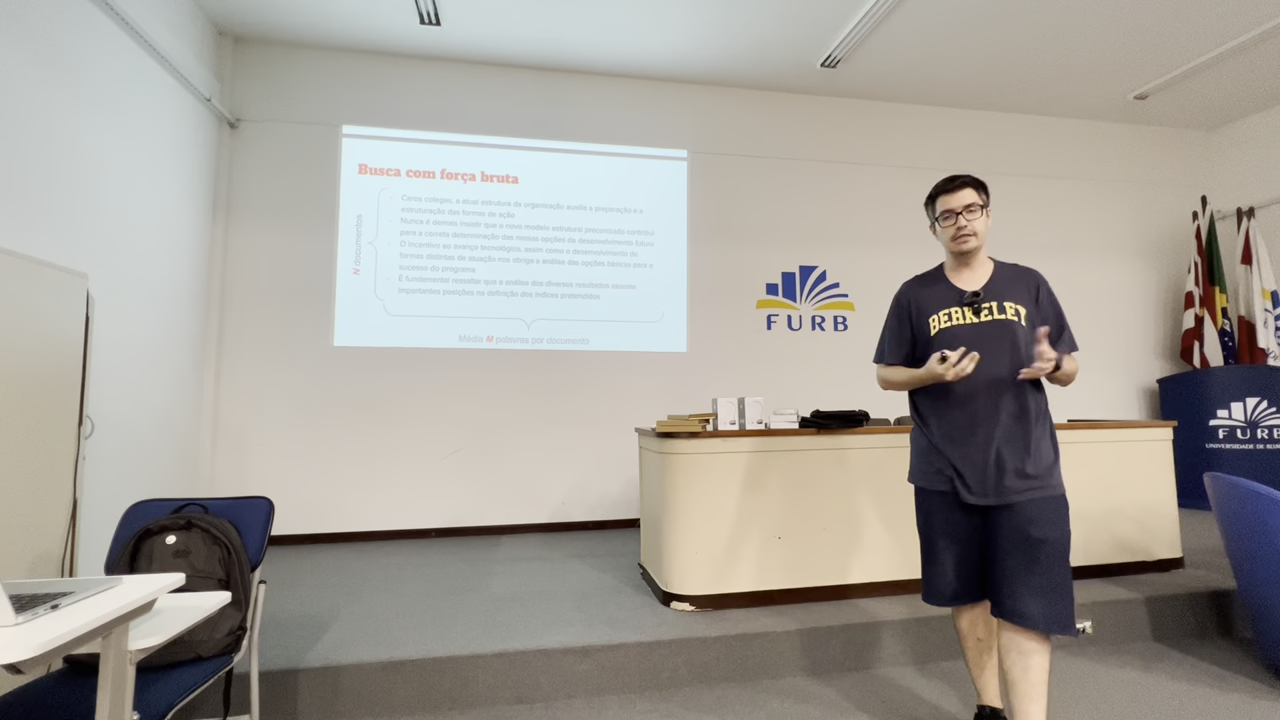 Busca com força bruta
N documentos
Caros colegas, a atual estrutura da organização auxilia a preparação e a
estruturação das formas de ação
Nunca é demais insistir que o novo modelo estrutural preconizado contribui
para a correta determinação das nossas opções de desenvolvimento futuro
O incentivo ao avanço tecnológico, assim como o desenvolvimento de
formas distintas de atuação nos obriga a análise das opções básicas para o
sucesso do programa
É fundamental ressaltar que a análise dos diversos resultados
importantes posições na definição dos índices pretendidos
Média M palavras por documento
FURB
BERKELEY
FURB
UNIVERSIDADE DE